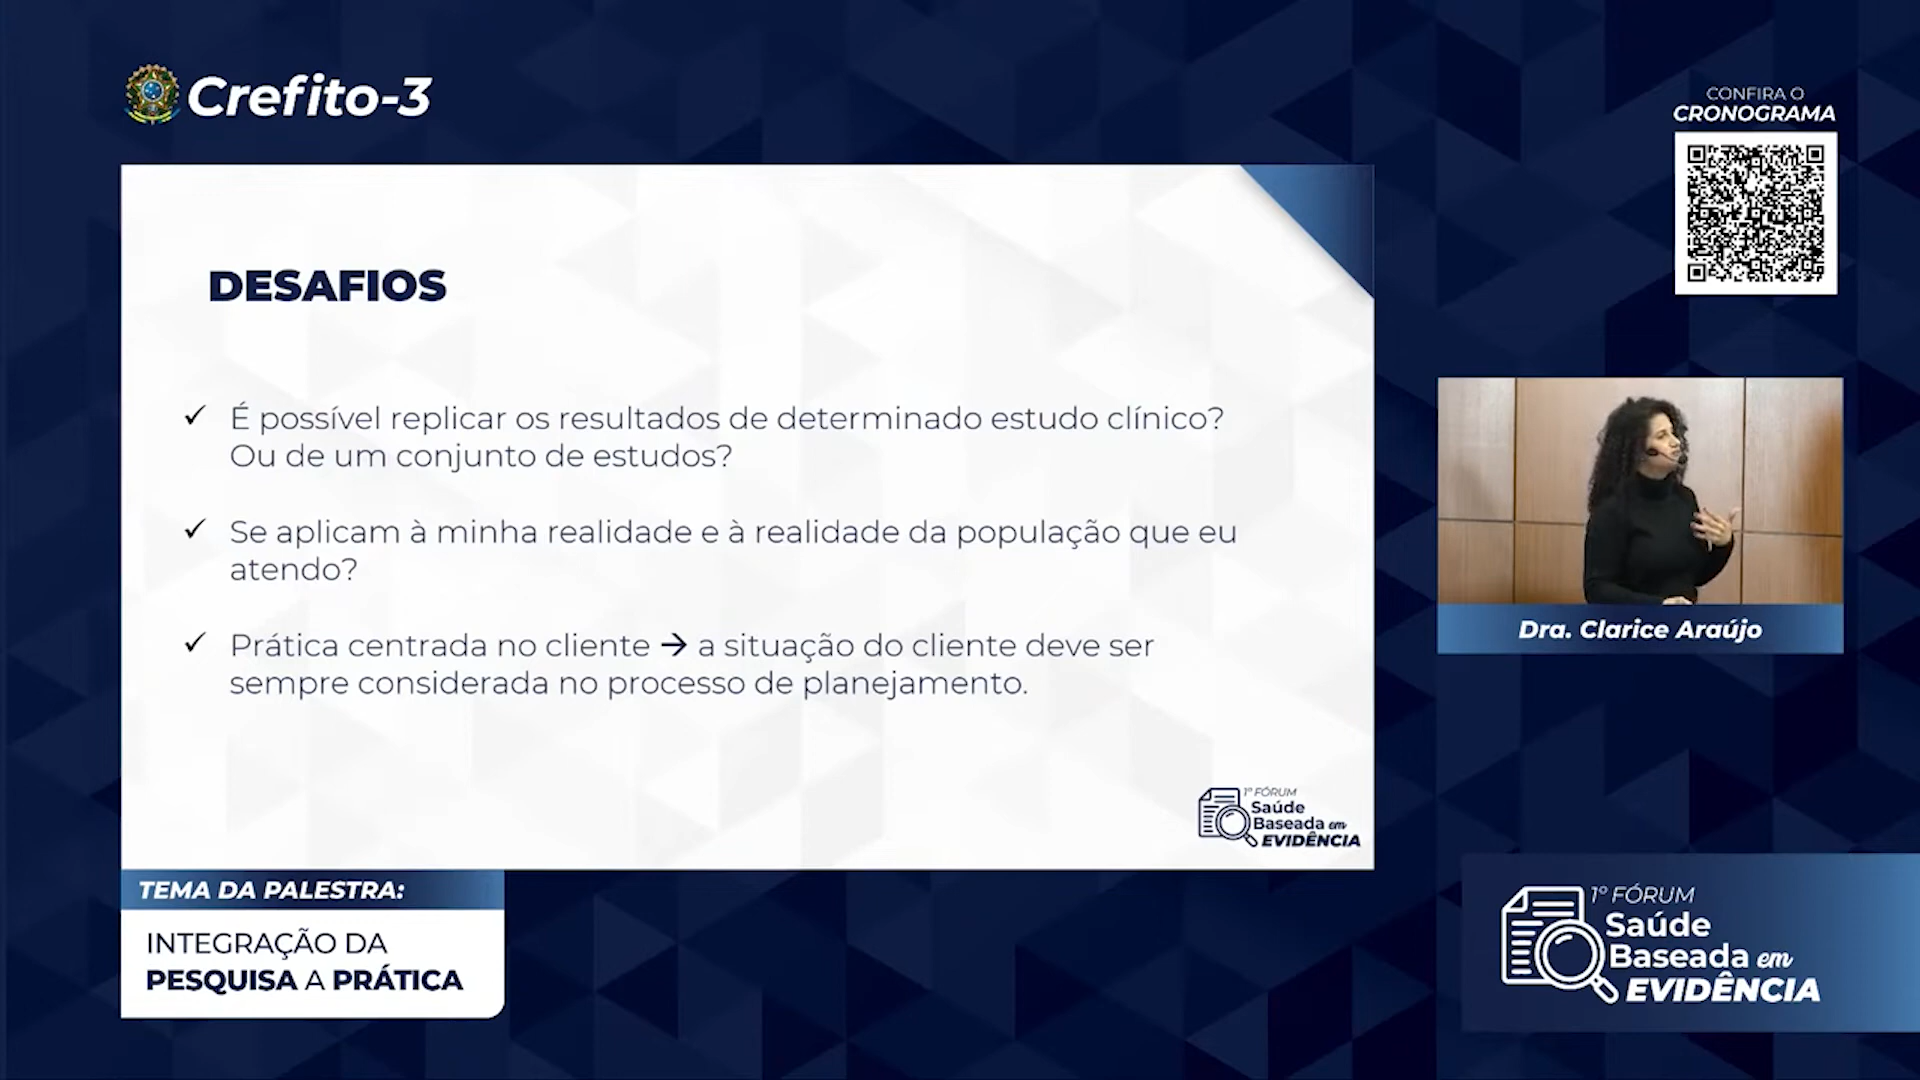 Crefito-3
CONFIRA O
CRONOGRAMA
DESAFIOS
✓ É possível replicar os resultados de determinado estudo clínico?
Ou de um conjunto de estudos?
✓ Se aplicam à minha realidade e à realidade da população que eu
atendo?
✓ Prática centrada no cliente → a situação do cliente deve ser
sempre considerada no processo de planejamento.
1º FÓRUM
Saúde
Baseada em
EVIDÊNCIA
Dra. Clarice Araújo
TEMA DA PALESTRA:
INTEGRAÇÃO DA
PESQUISA A PRÁTICA
1º FÓRUM
Saúde
Baseada em
EVIDÊNCIA